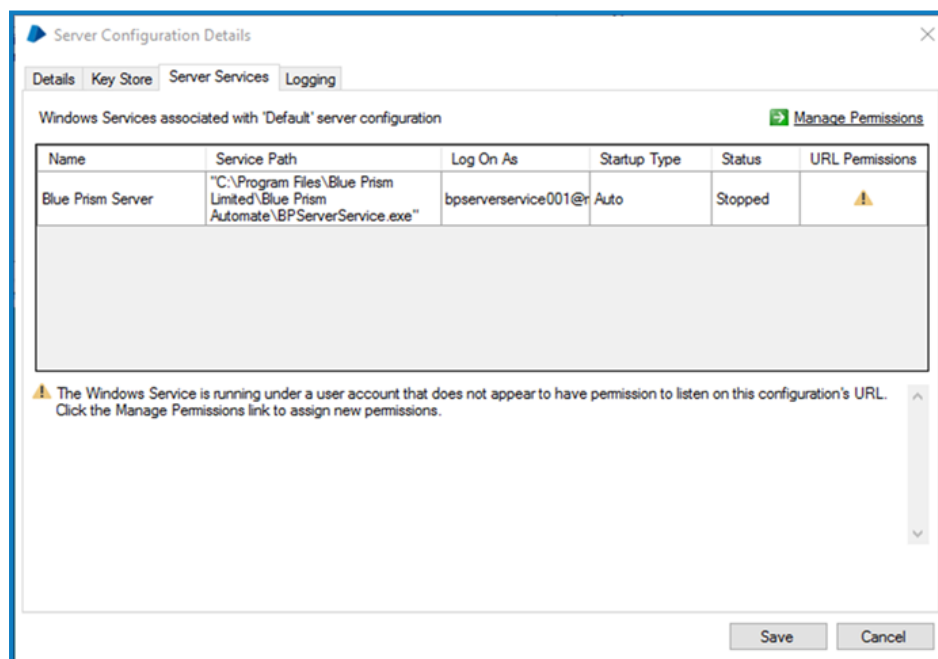 Server Configuration Details
Details Key Store Server Services Logging
Windows Services associated with 'Default' server configuration Manage Permissions
Name Service Path Log On As Startup Type Status URL Permissions
"C:\Program Files\Blue Prism
Blue Prism Server Limited\Blue Prism bpserverservice001@r Auto Stopped
Automate\BPServerService.exe"
The Windows Service is running under a user account that does not appear to have permission to listen on this configuration's URL.
Click the Manage Permissions link to assign new permissions.
Save Cancel